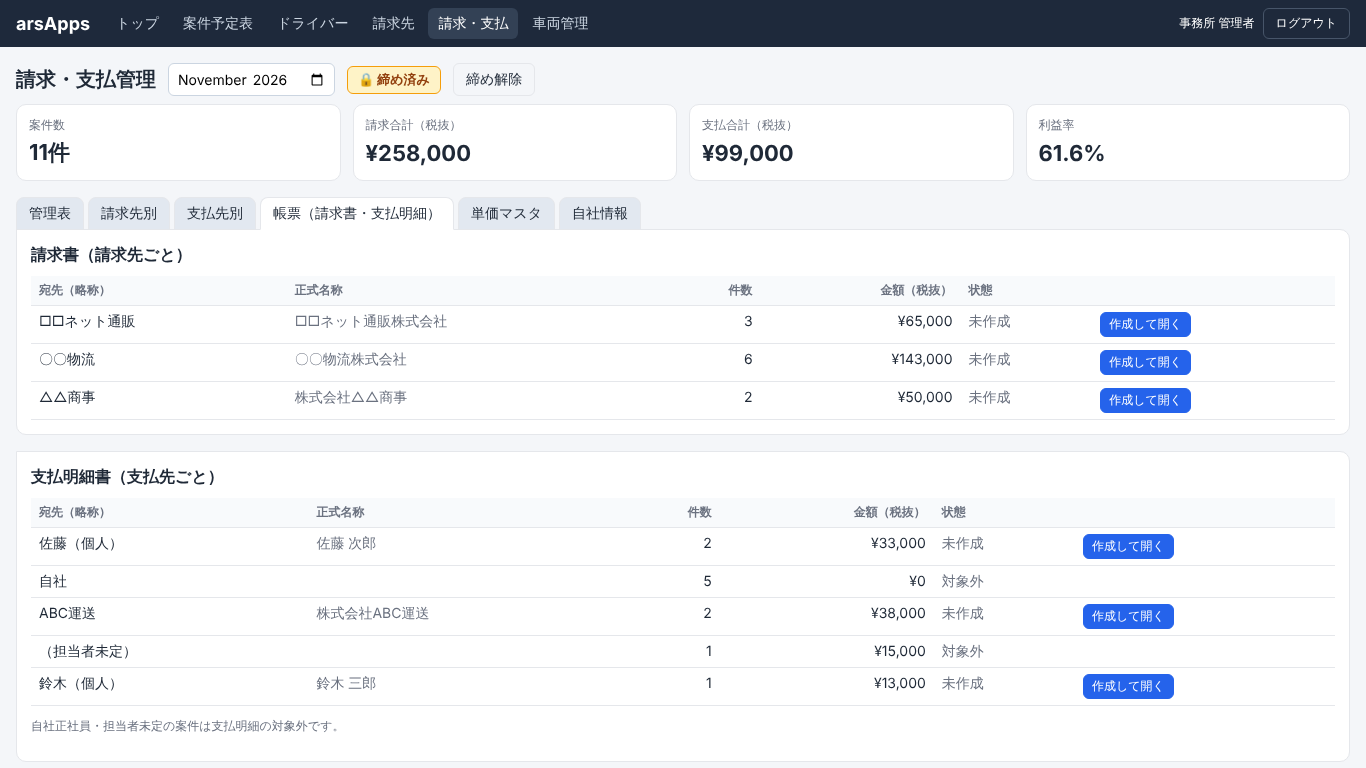 arsApps トップ 案件予定表 ドライバー 請求先 請求・支払 車両管理 事務所 管理者 ログアウト
請求・支払管理 November 2026 🔒 締め済み 締め解除
案件数 請求合計（税抜） 支払合計（税抜） 利益率
11件 ¥258,000 ¥99,000 61.6%
管理表 請求先別 支払先別 帳票（請求書・支払明細） 単価マスタ 自社情報
請求書（請求先ごと）
宛先（略称） 正式名称 件数 金額（税抜） 状態
□□ネット通販 □□ネット通販株式会社 3 ¥65,000 未作成 作成して開く
〇〇物流 〇〇物流株式会社 6 ¥143,000 未作成 作成して開く
△△商事 株式会社△△商事 2 ¥50,000 未作成 作成して開く
支払明細書（支払先ごと）
宛先（略称） 正式名称 件数 金額（税抜） 状態
佐藤（個人） 佐藤 次郎 2 ¥33,000 未作成 作成して開く
自社 5 ¥0 対象外
ABC運送 株式会社ABC運送 2 ¥38,000 未作成 作成して開く
（担当者未定） 1 ¥15,000 対象外
鈴木（個人） 鈴木 三郎 1 ¥13,000 未作成 作成して開く
自社正社員・担当者未定の案件は支払明細の対象外です。